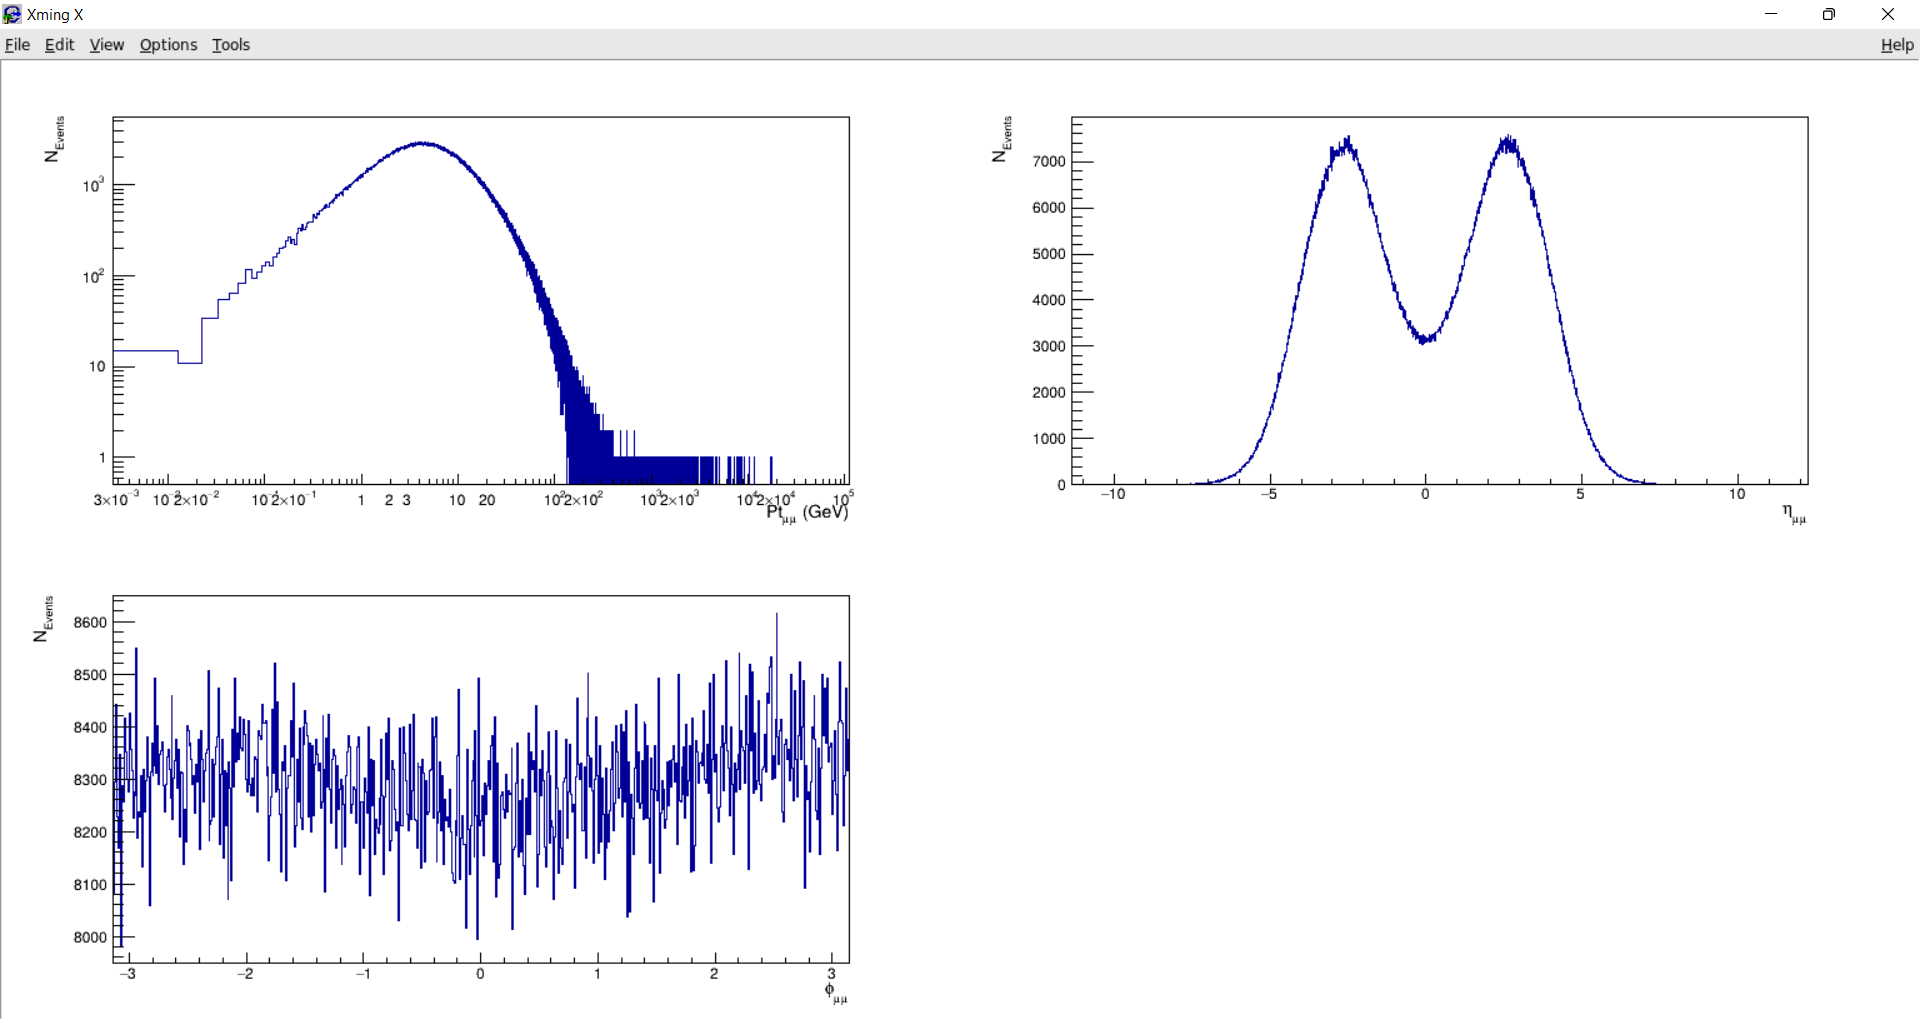 Xming X
File Edit View Options Tools Help
N_Events
10³
10²
10
1
3×10⁻³ 10⁻² 2×10⁻² 10⁻¹ 2×10⁻¹ 1 2 3 10 20 10² 2×10² 10³ 2×10³ 10⁴ 2×10⁴ 10⁵
Pt_μμ (GeV)
N_Events
7000
6000
5000
4000
3000
2000
1000
0
−10 −5 0 5 10
η_μμ
N_Events
8600
8500
8400
8300
8200
8100
8000
−3 −2 −1 0 1 2 3
ϕ_μμ